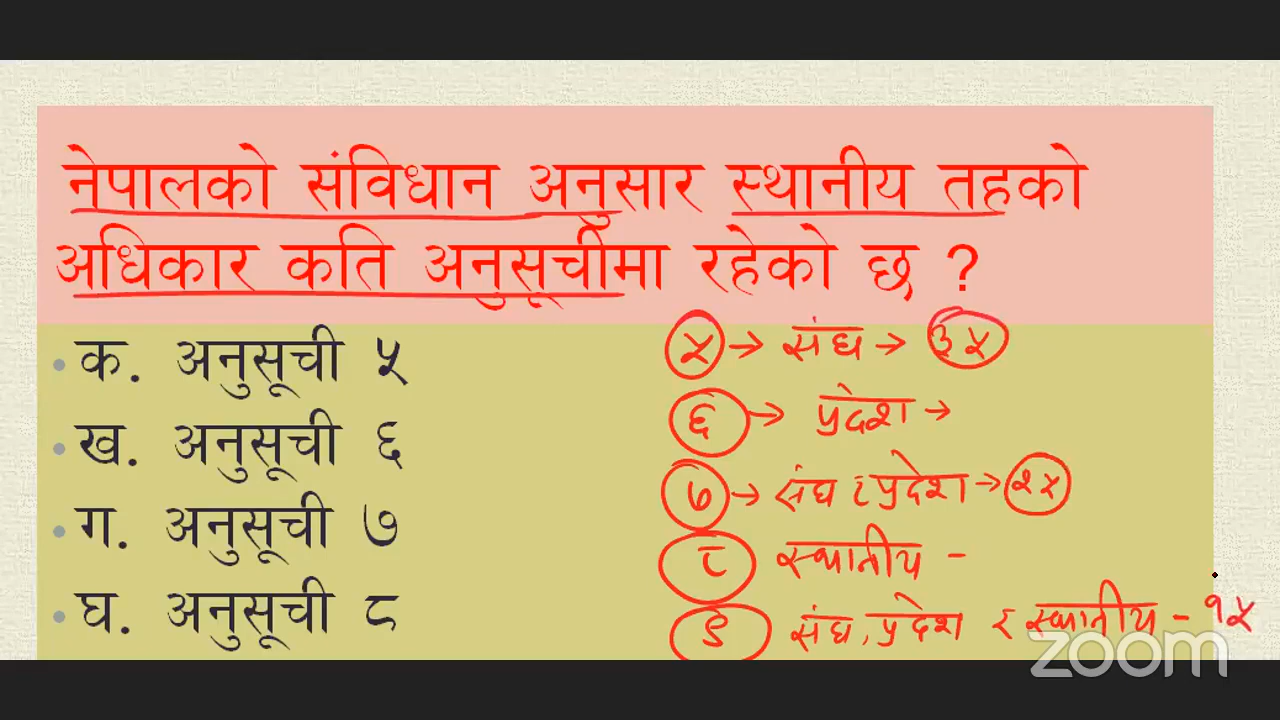 नेपालको संविधान अनुसार स्थानीय तहको
अधिकार कति अनुसूचीमा रहेको छ ?
• क. अनुसूची ५
• ख. अनुसूची ६
• ग. अनुसूची ७
• घ. अनुसूची ८
५ → संघ → ३५
६ → प्रदेश →
७ → संघ र प्रदेश → २५
८ स्थानीय -
९ संघ, प्रदेश र स्थानीय - १५
zoom